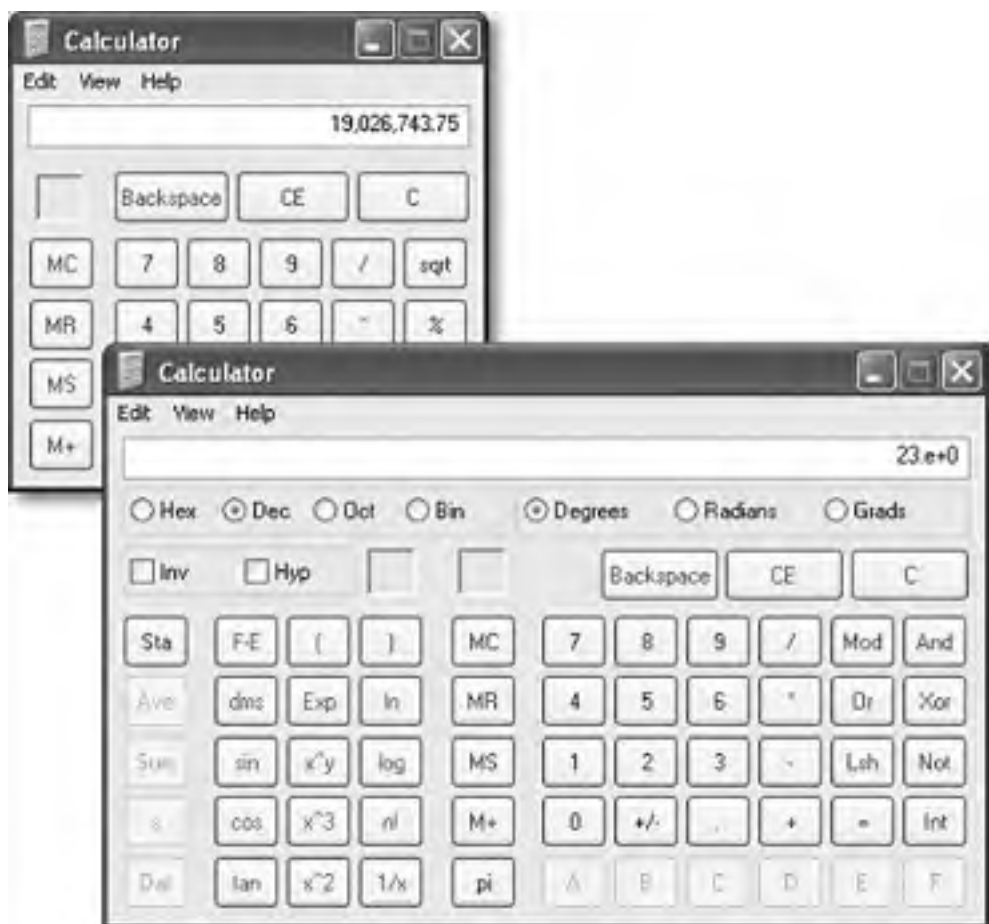 Calculator
Edit View Help
19,026,743.75
Backspace CE C
MC 7 8 9 / sqrt
MR 4 5 6 * %
MS
M+
Calculator
Edit View Help
23.e+0
Hex Dec Oct Bin Degrees Radians Grads
Inv Hyp Backspace CE C
Sta F-E ( ) MC 7 8 9 / Mod And
Ave dms Exp ln MR 4 5 6 * Or Xor
Sum sin x^y log MS 1 2 3 - Lsh Not
s cos x^3 n! M+ 0 +/- . + = Int
Dat tan x^2 1/x pi A B C D E F